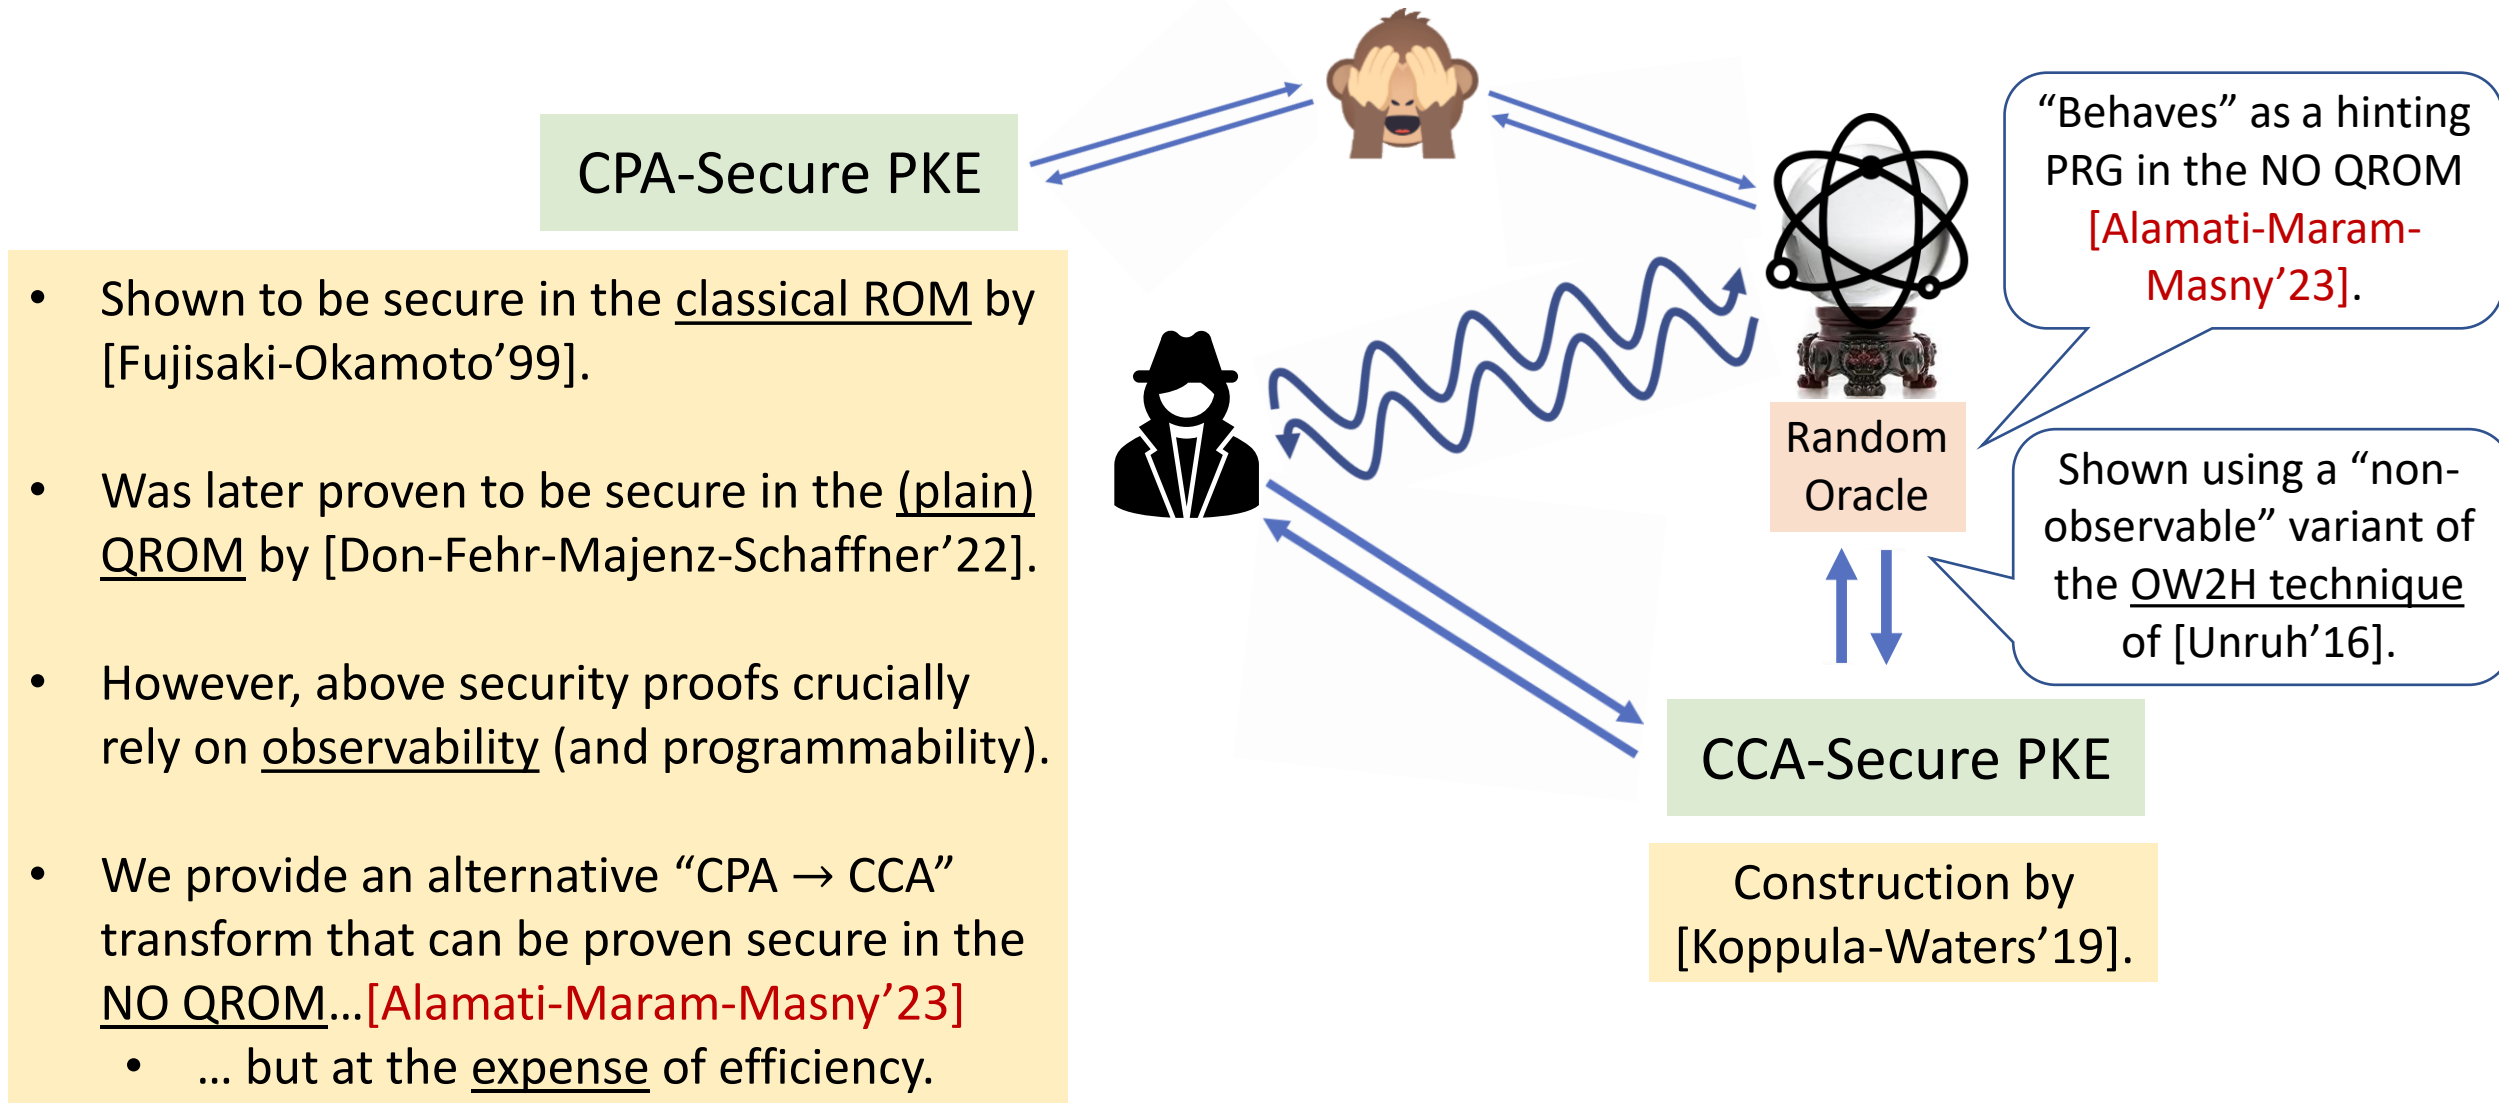 CPA-Secure PKE
• Shown to be secure in the classical ROM by
[Fujisaki-Okamoto’99].
• Was later proven to be secure in the (plain)
QROM by [Don-Fehr-Majenz-Schaffner’22].
• However, above security proofs crucially
rely on observability (and programmability).
• We provide an alternative “CPA → CCA”
transform that can be proven secure in the
NO QROM…[Alamati-Maram-Masny’23]
• … but at the expense of efficiency.
“Behaves” as a hinting
PRG in the NO QROM
[Alamati-Maram-
Masny’23].
Random
Oracle
Shown using a “non-
observable” variant of
the OW2H technique
of [Unruh’16].
CCA-Secure PKE
Construction by
[Koppula-Waters’19].